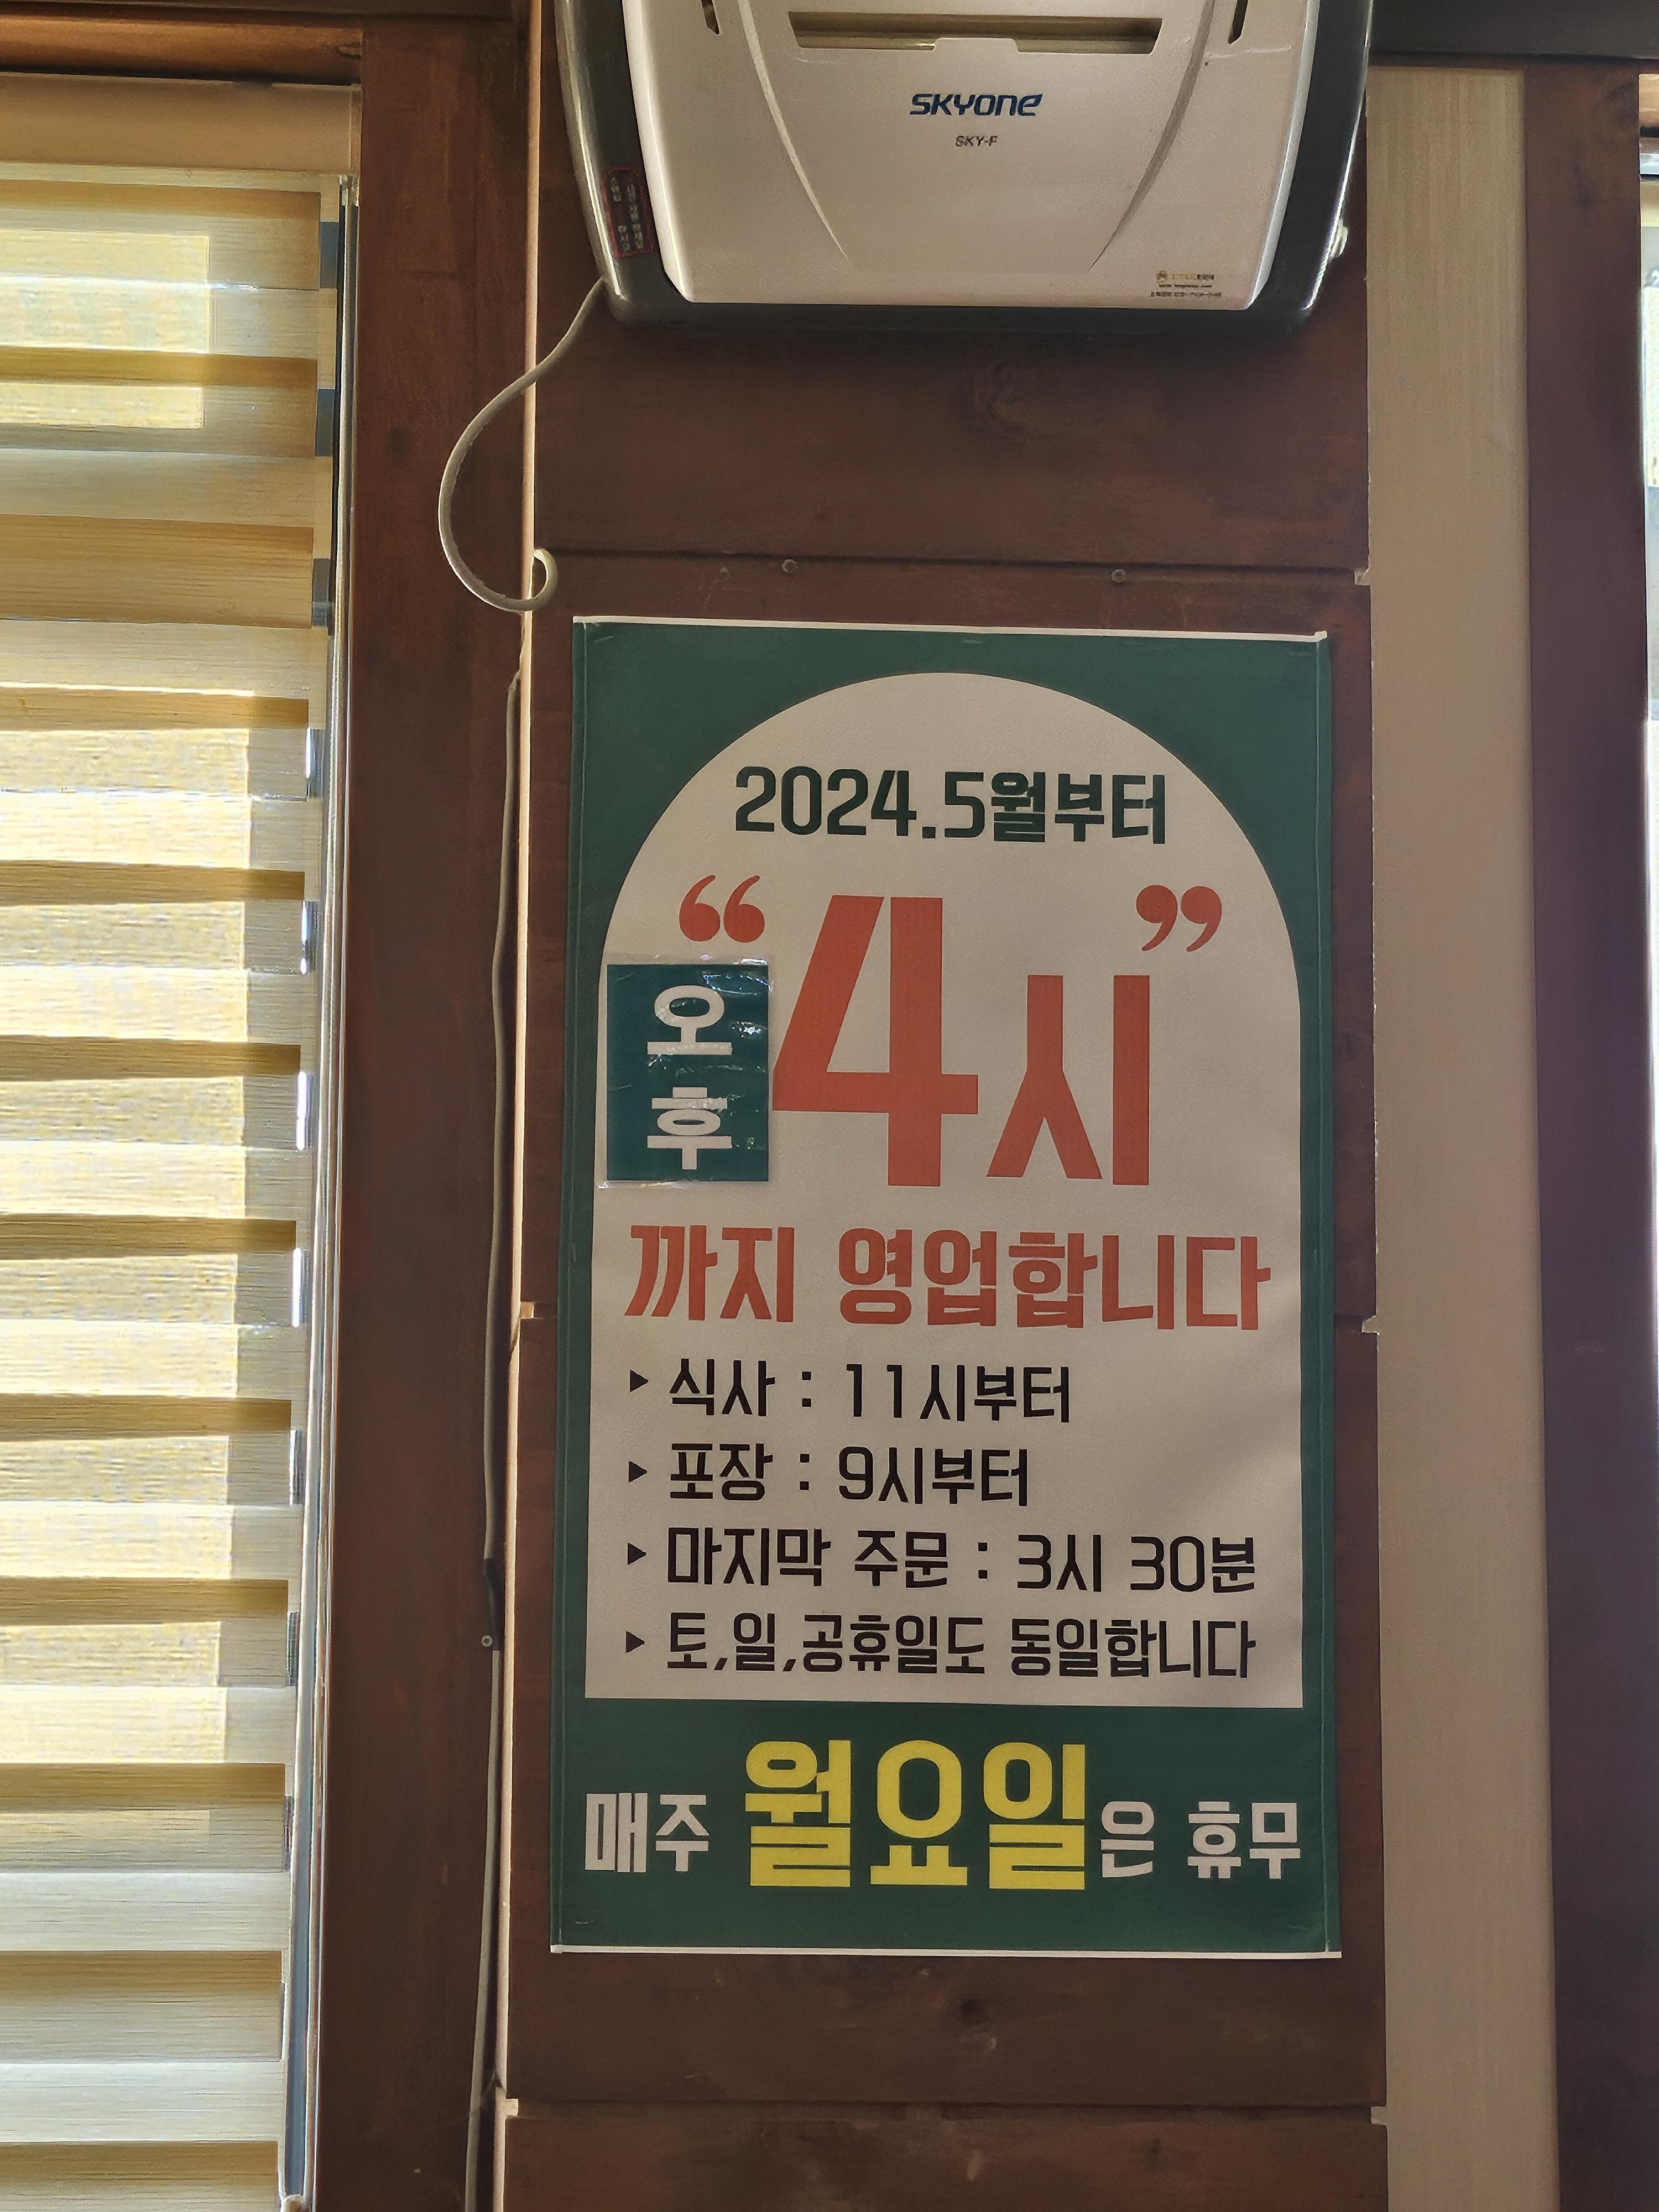 SKYONE
SKY-F
2024.5월부터
“4시”
오후
까지 영업합니다
▶ 식사 : 11시부터
▶ 포장 : 9시부터
▶ 마지막 주문 : 3시 30분
▶ 토,일,공휴일도 동일합니다
매주 월요일은 휴무